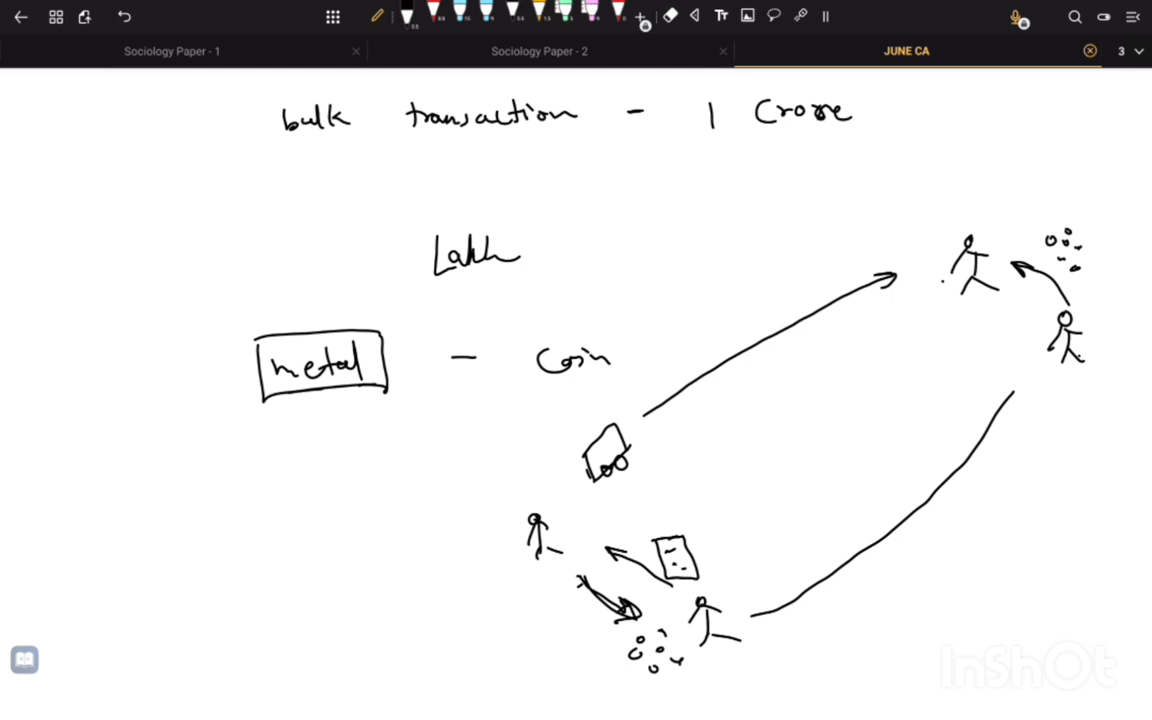 Sociology Paper - 1
Sociology Paper - 2
JUNE CA
3
bulk transaction - 1 Crore
Lakh
metal - Coin
InShOt